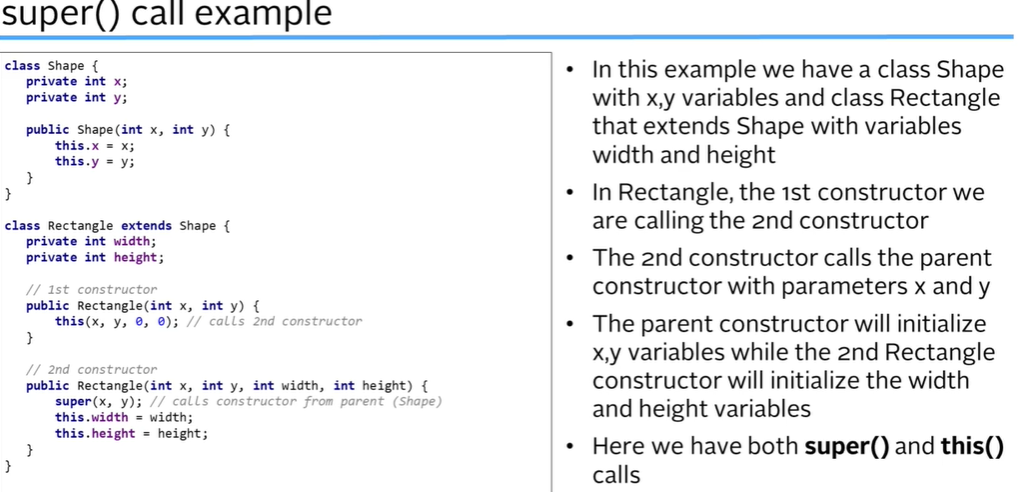 super() call example
class Shape {
private int x;
private int y;
public Shape(int x, int y) {
this.x = x;
this.y = y;
}
}
class Rectangle extends Shape {
private int width;
private int height;
// 1st constructor
public Rectangle(int x, int y) {
this(x, y, 0, 0); // calls 2nd constructor
}
// 2nd constructor
public Rectangle(int x, int y, int width, int height) {
super(x, y); // calls constructor from parent (Shape)
this.width = width;
this.height = height;
}
}
• In this example we have a class Shape
with x,y variables and class Rectangle
that extends Shape with variables
width and height
• In Rectangle, the 1st constructor we
are calling the 2nd constructor
• The 2nd constructor calls the parent
constructor with parameters x and y
• The parent constructor will initialize
x,y variables while the 2nd Rectangle
constructor will initialize the width
and height variables
• Here we have both super() and this()
calls